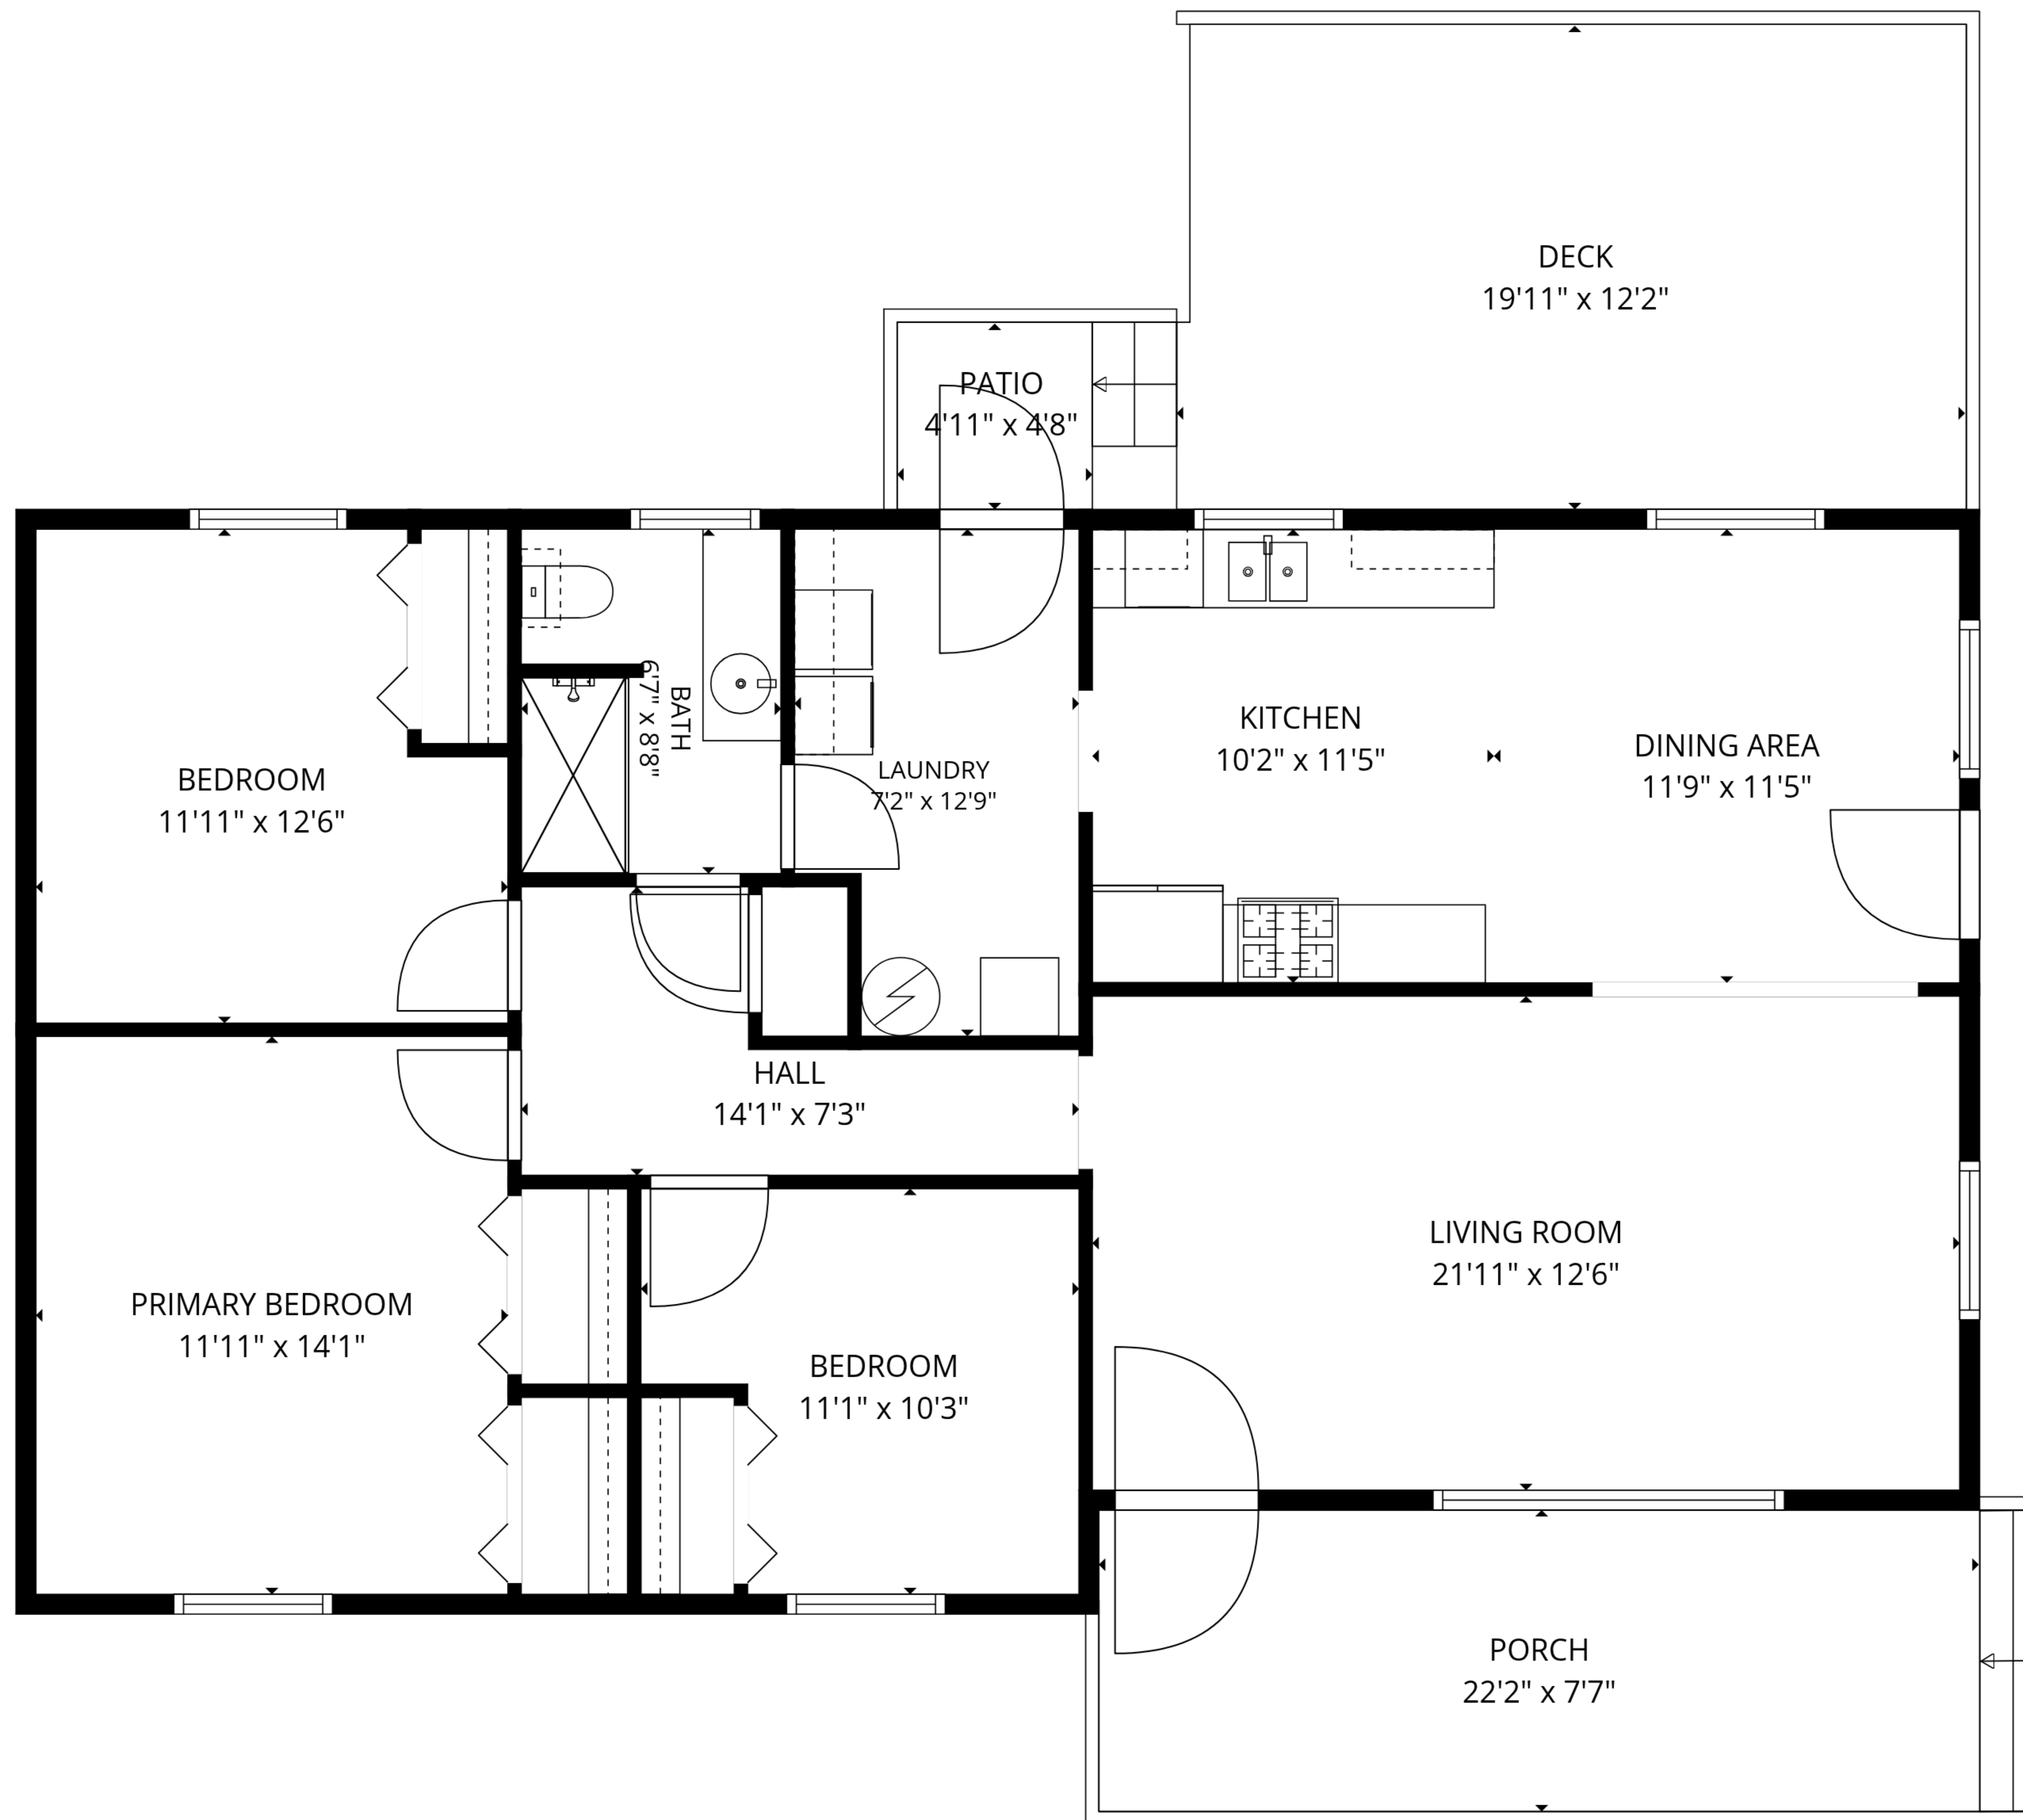 DECK
19'11" x 12'2"
PATIO
4'11" x 4'8"
BATH
6'7" x 8'8"
KITCHEN
10'2" x 11'5"
DINING AREA
11'9" x 11'5"
LAUNDRY
7'2" x 12'9"
BEDROOM
11'11" x 12'6"
HALL
14'1" x 7'3"
LIVING ROOM
21'11" x 12'6"
PRIMARY BEDROOM
11'11" x 14'1"
BEDROOM
11'1" x 10'3"
PORCH
22'2" x 7'7"